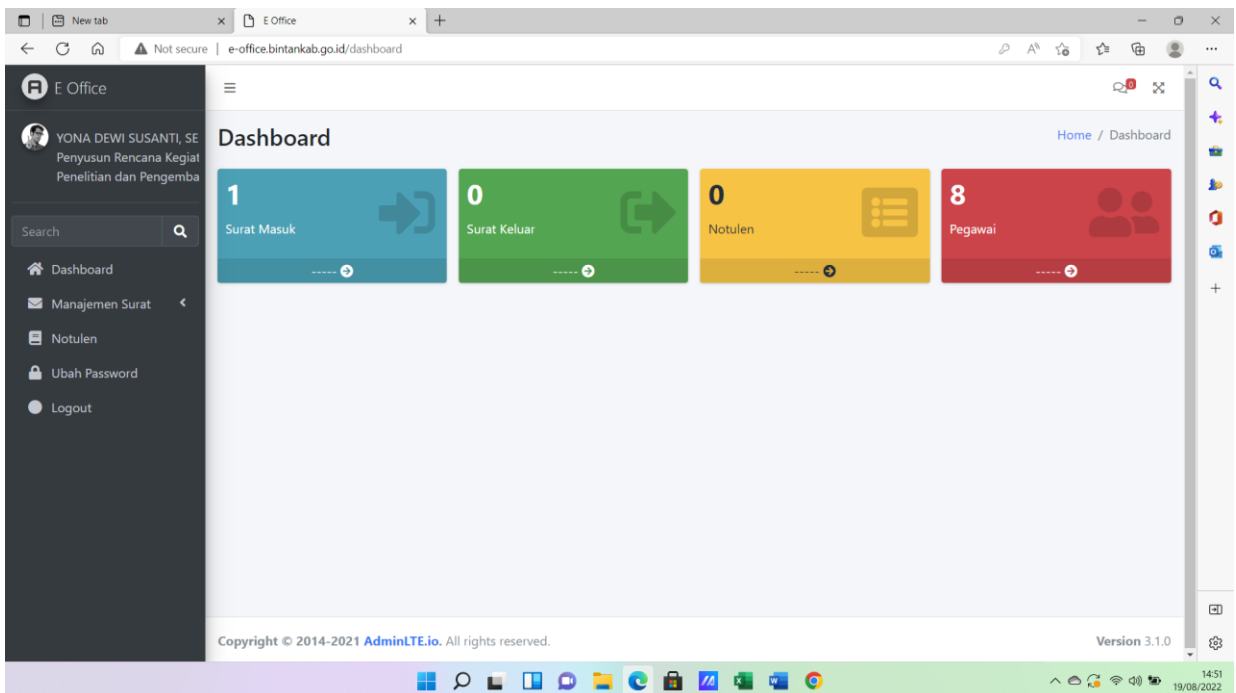 New tab
E Office
Not secure | e-office.bintankab.go.id/dashboard
E Office
0
YONA DEWI SUSANTI, SE
Penyusun Rencana Kegiat
Penelitian dan Pengemba
Dashboard
Home / Dashboard
1
Surat Masuk
-----
0
Surat Keluar
-----
0
Notulen
-----
8
Pegawai
-----
Search
Dashboard
Manajemen Surat
Notulen
Ubah Password
Logout
Copyright © 2014-2021 AdminLTE.io. All rights reserved.
Version 3.1.0
14:51
19/08/2022